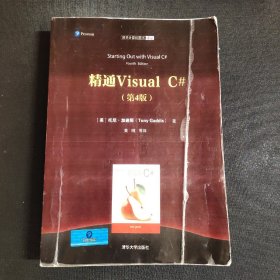 Pearson
Starting Out with Visual C#
Fourth Edition
精通Visual C#
(第4版)
[美] 托尼·加迪斯 (Tony Gaddis) 著
C#
清华大学出版社